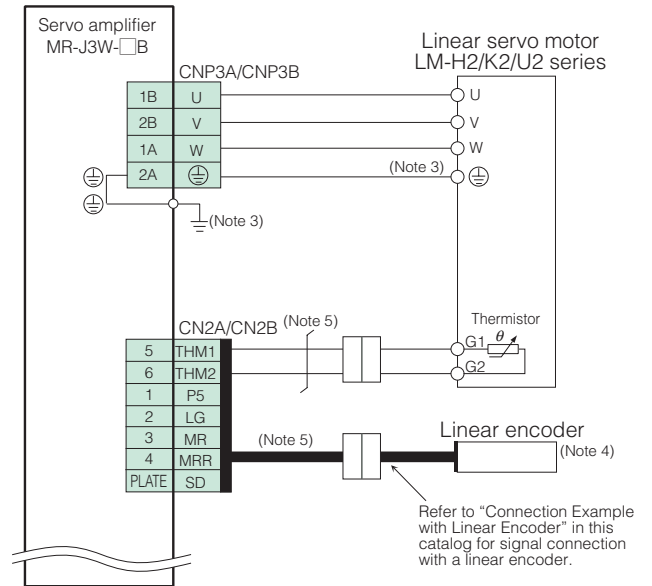 Servo amplifier
MR-J3W-□B
Linear servo motor
LM-H2/K2/U2 series
CNP3A/CNP3B
1B U U
2B V V
1A W W
2A (Note 3)
(Note 3)
CN2A/CN2B (Note 5)
Thermistor
5 THM1 G1 θ
6 THM2 G2
1 P5
2 LG
3 MR (Note 5)
4 MRR
PLATE SD
Linear encoder
(Note 4)
Refer to “Connection Example
with Linear Encoder” in this
catalog for signal connection
with a linear encoder.